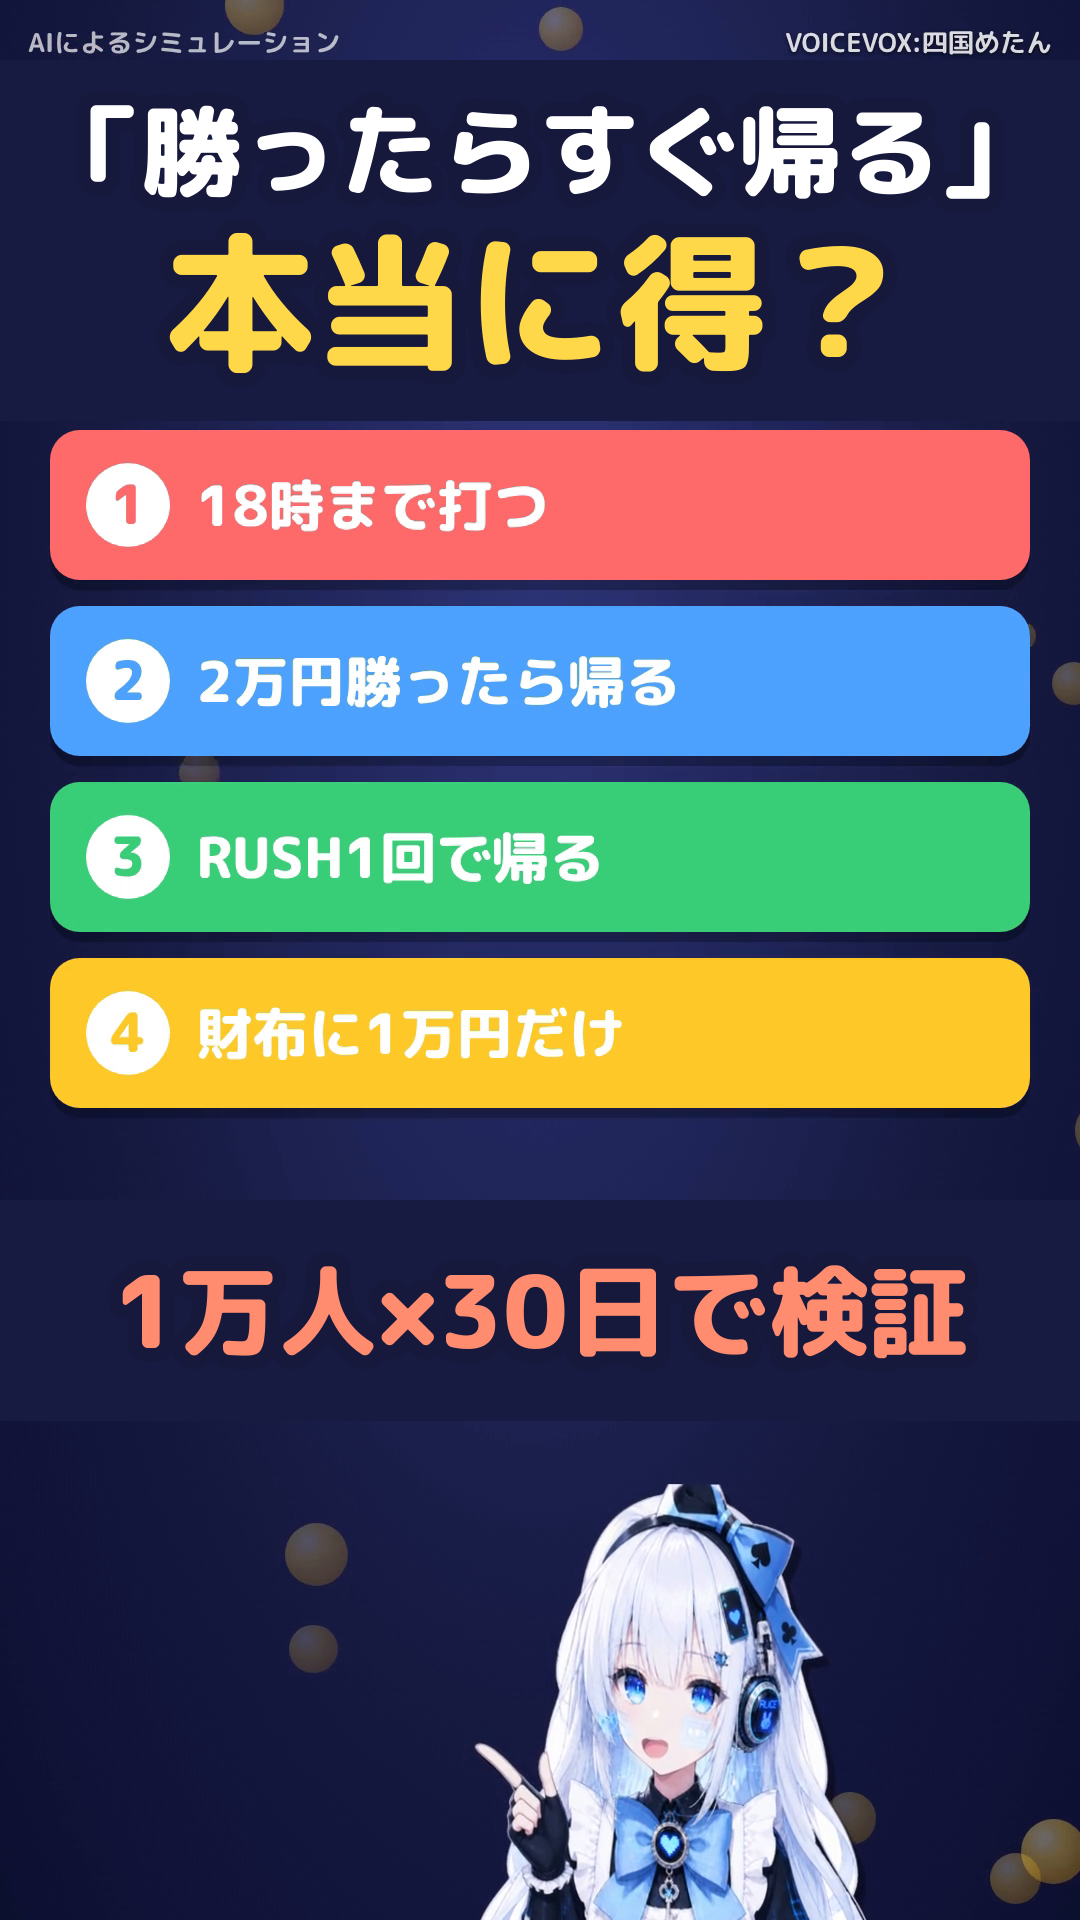 AIによるシミュレーション
VOICEVOX:四国めたん
「勝ったらすぐ帰る」
本当に得？
1 18時まで打つ
2 2万円勝ったら帰る
3 RUSH1回で帰る
4 財布に1万円だけ
1万人×30日で検証
ALICE